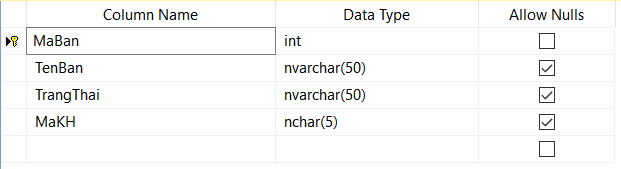 Column Name Data Type Allow Nulls
MaBan int
TenBan nvarchar(50)
TrangThai nvarchar(50)
MaKH nchar(5)